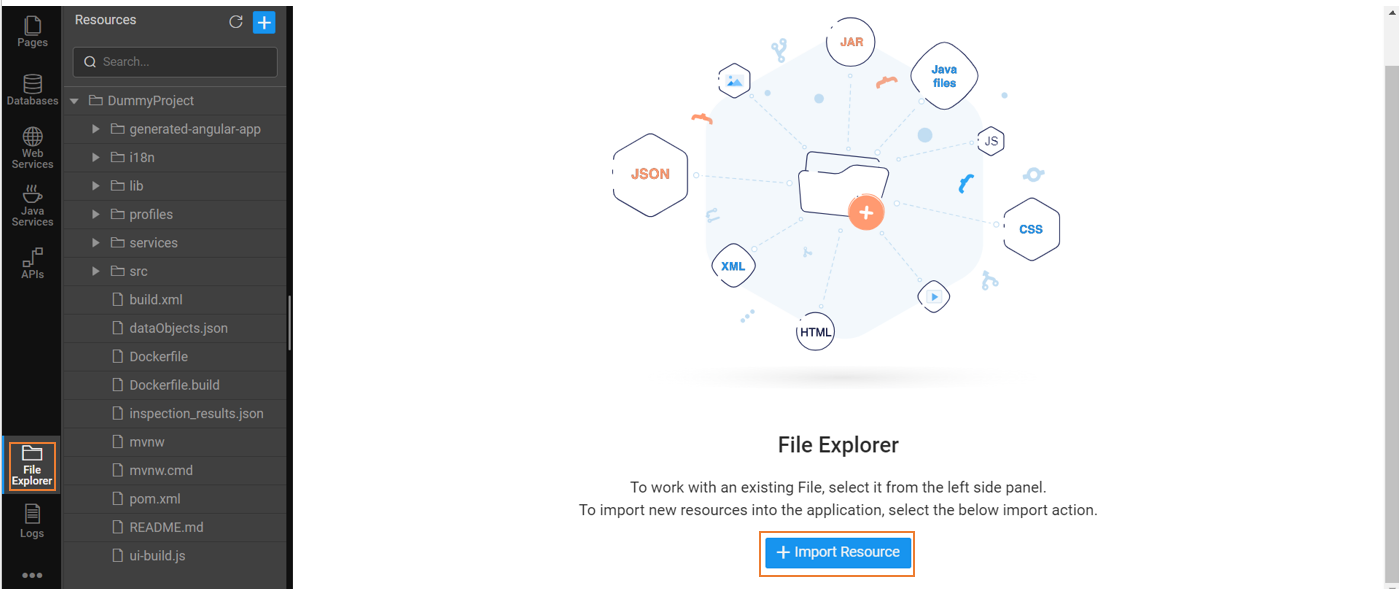 Pages
Databases
Web
Services
Java
Services
APIs
File
Explorer
Logs
Resources
Search...
DummyProject
generated-angular-app
i18n
lib
profiles
services
src
build.xml
dataObjects.json
Dockerfile
Dockerfile.build
inspection_results.json
mvnw
mvnw.cmd
pom.xml
README.md
ui-build.js
JAR
Java
files
JS
JSON
CSS
XML
HTML
File Explorer
To work with an existing File, select it from the left side panel.
To import new resources into the application, select the below import action.
+ Import Resource